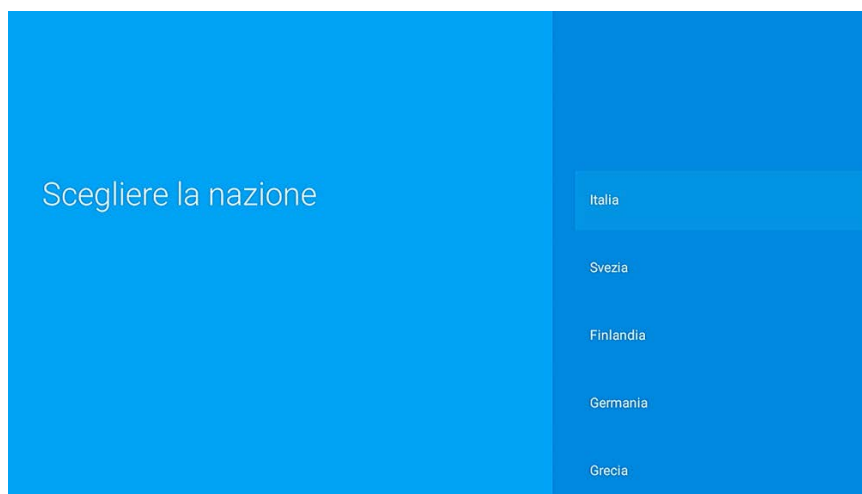 Scegliere la nazione
Italia
Svezia
Finlandia
Germania
Grecia